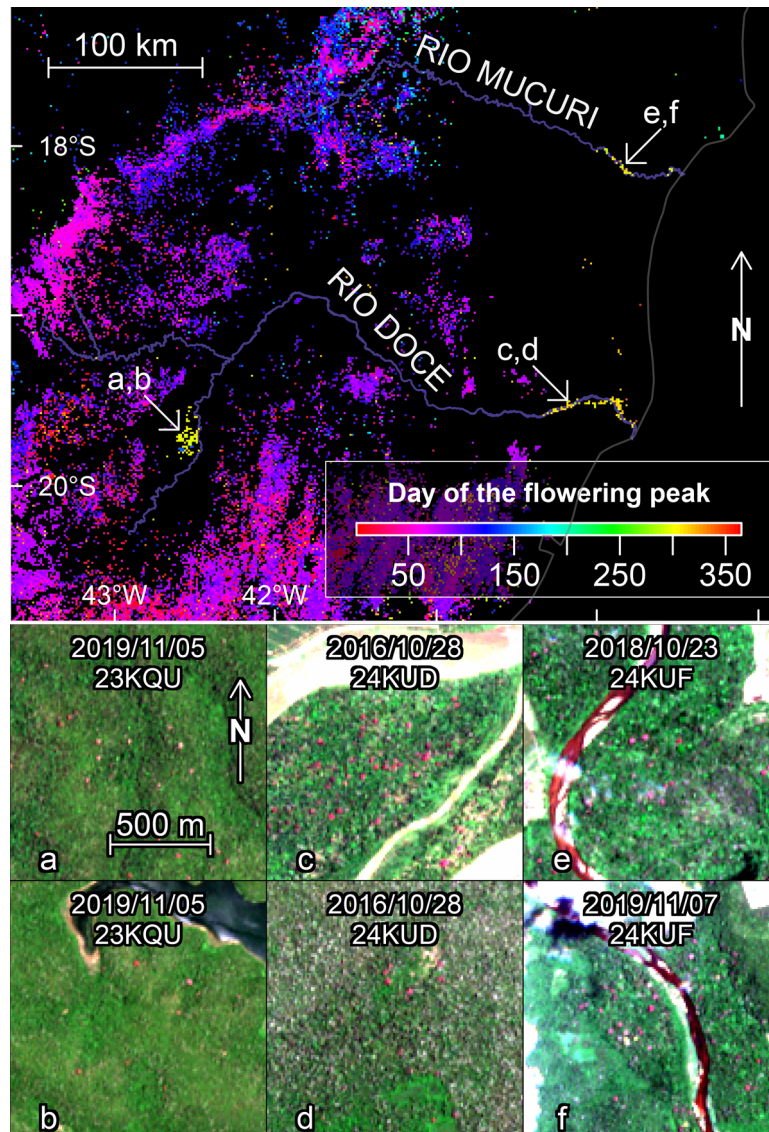 100 km
RIO MUCURI
e,f
18°S
N
RIO DOCE
c,d
a,b
20°S
Day of the flowering peak
50 150 250 350
43°W 42°W
2019/11/05
23KQU
N
500 m
a
2016/10/28
24KUD
c
2018/10/23
24KUF
e
2019/11/05
23KQU
b
2016/10/28
24KUD
d
2019/11/07
24KUF
f